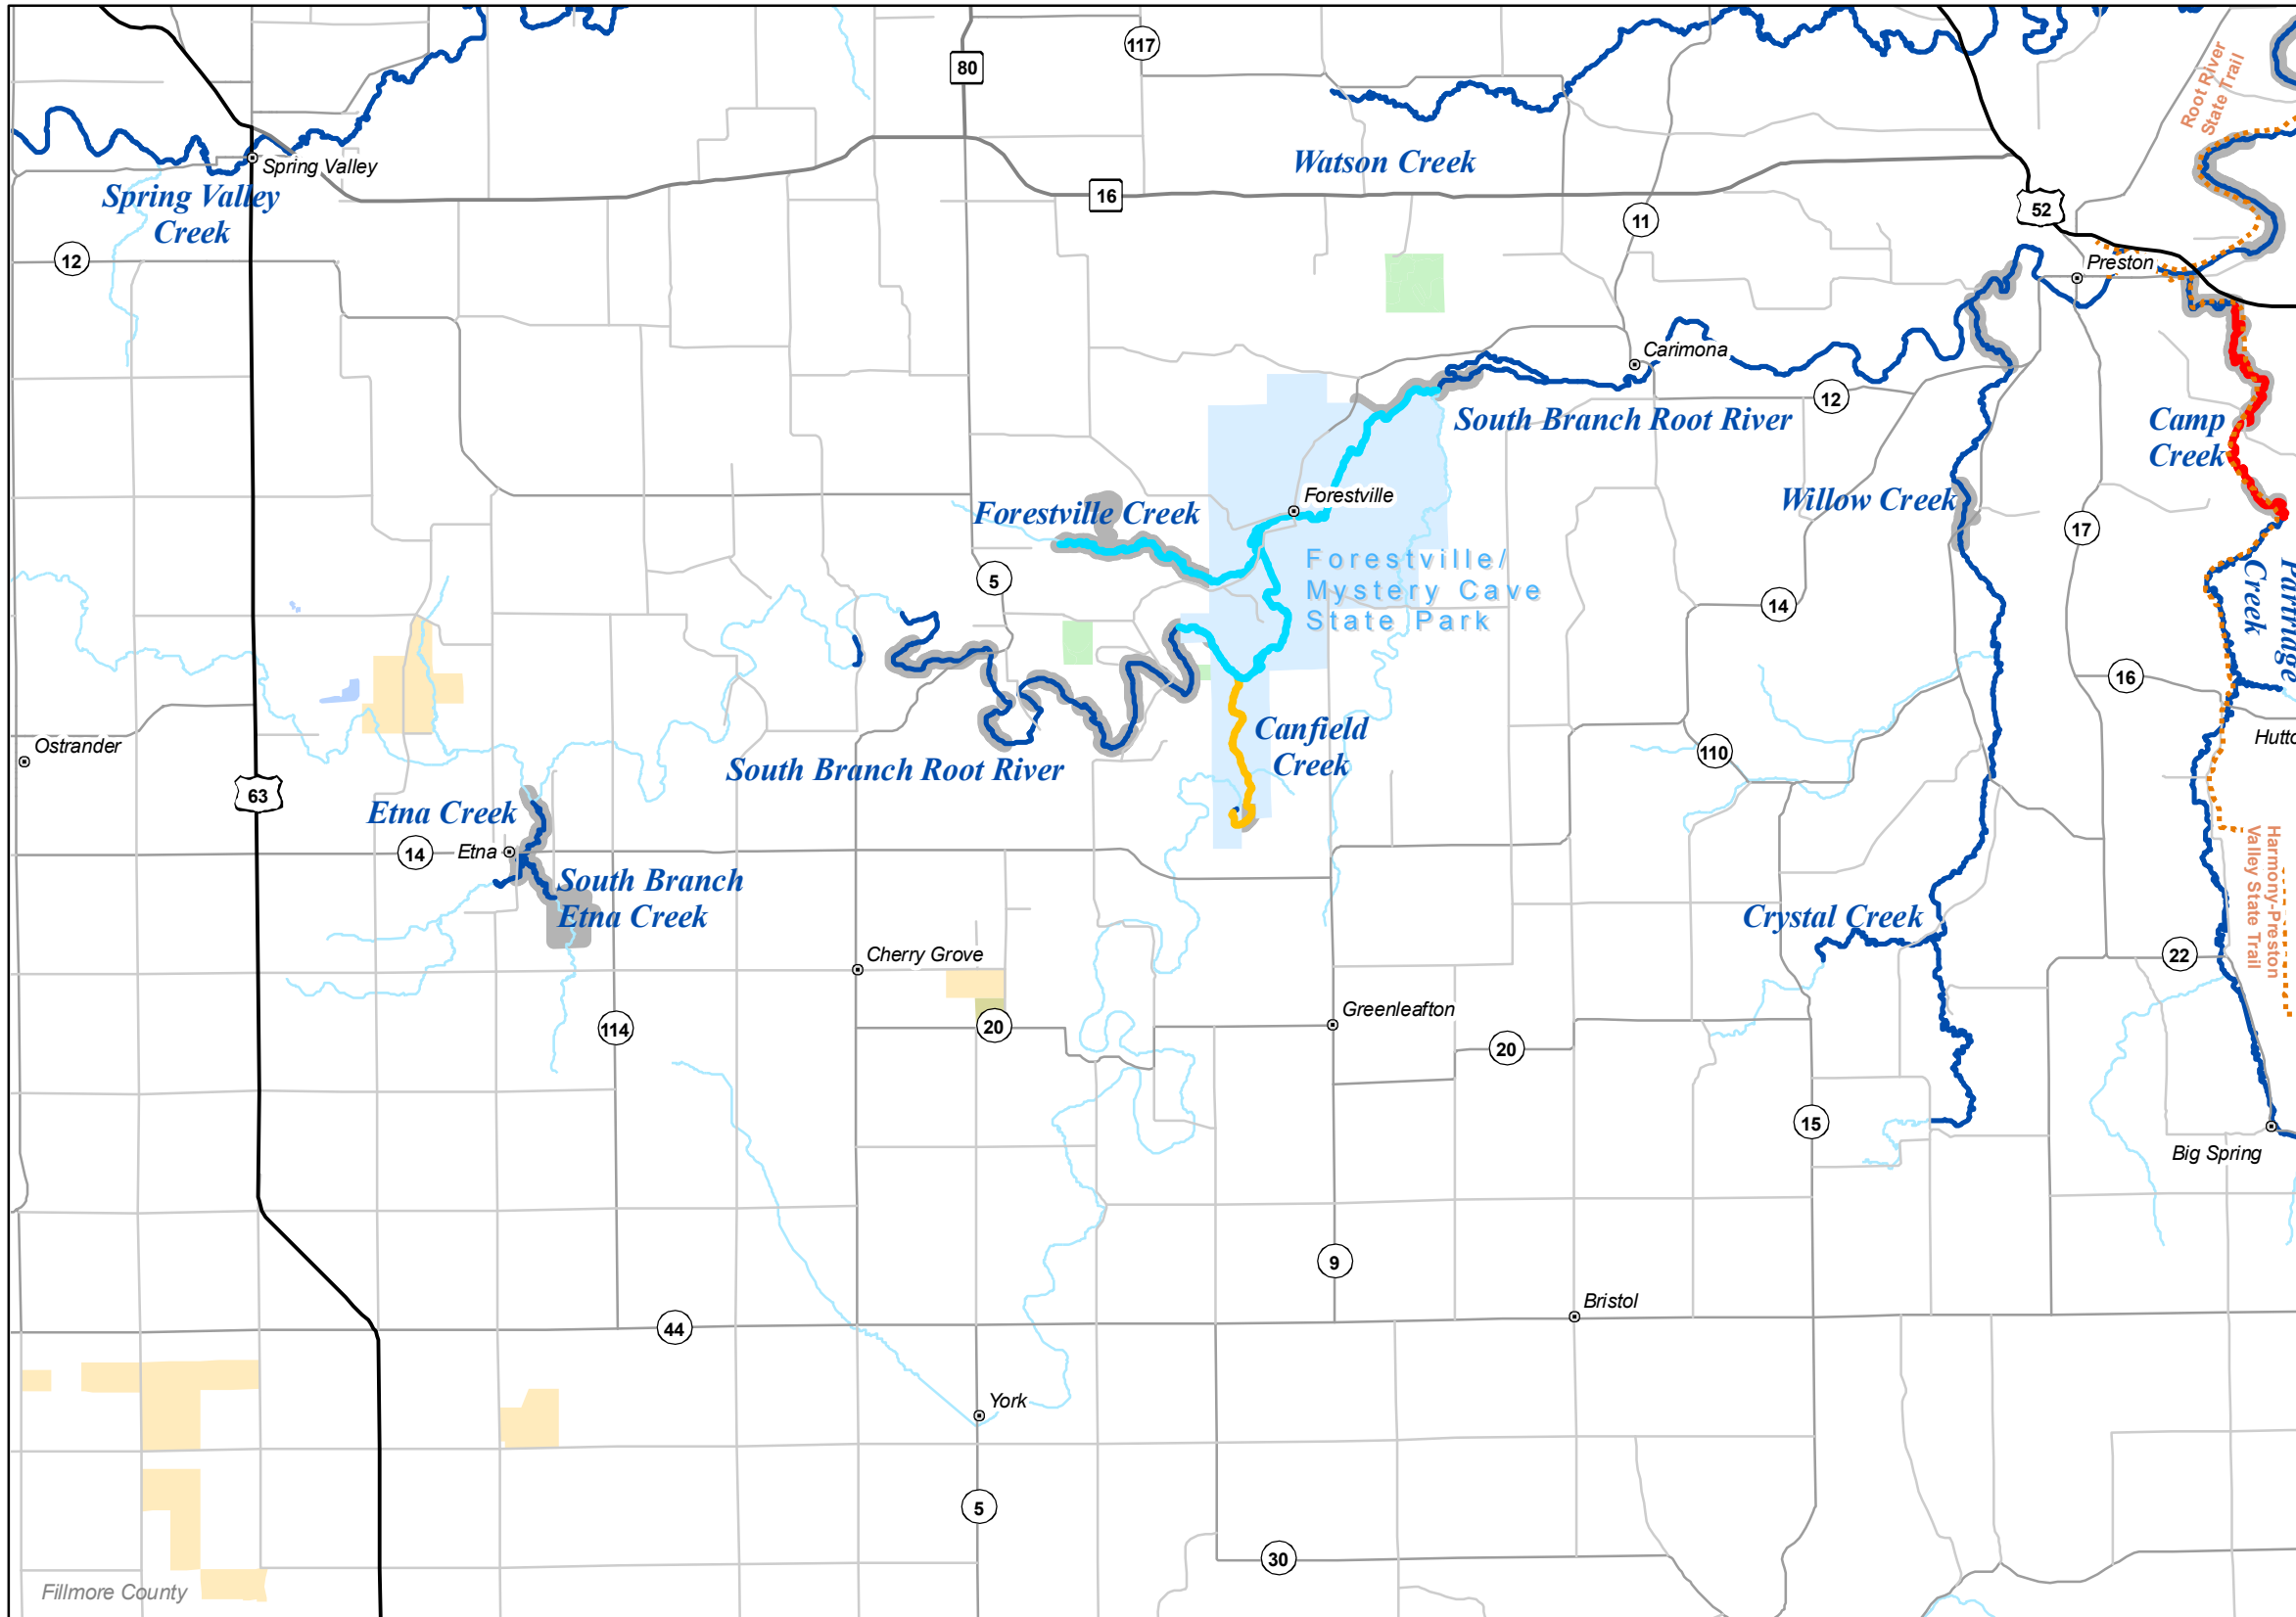 117
80
Root River
State Trail
Spring Valley
Watson Creek
Spring Valley
Creek
16
52
11
12
Preston
Carimona
12
South Branch Root River
Camp
Creek
Forestville
Willow Creek
Forestville Creek
17
Forestville/
Mystery Cave
State Park
5
14
Partridge
Creek
16
Ostrander
Canfield
Creek
110
South Branch Root River
63
Etna Creek
14
Etna
Harmony-Preston
Valley State Trail
South Branch
Etna Creek
Crystal Creek
Cherry Grove
22
Greenleafton
114
20
20
15
Big Spring
9
Bristol
44
York
5
30
Fillmore County